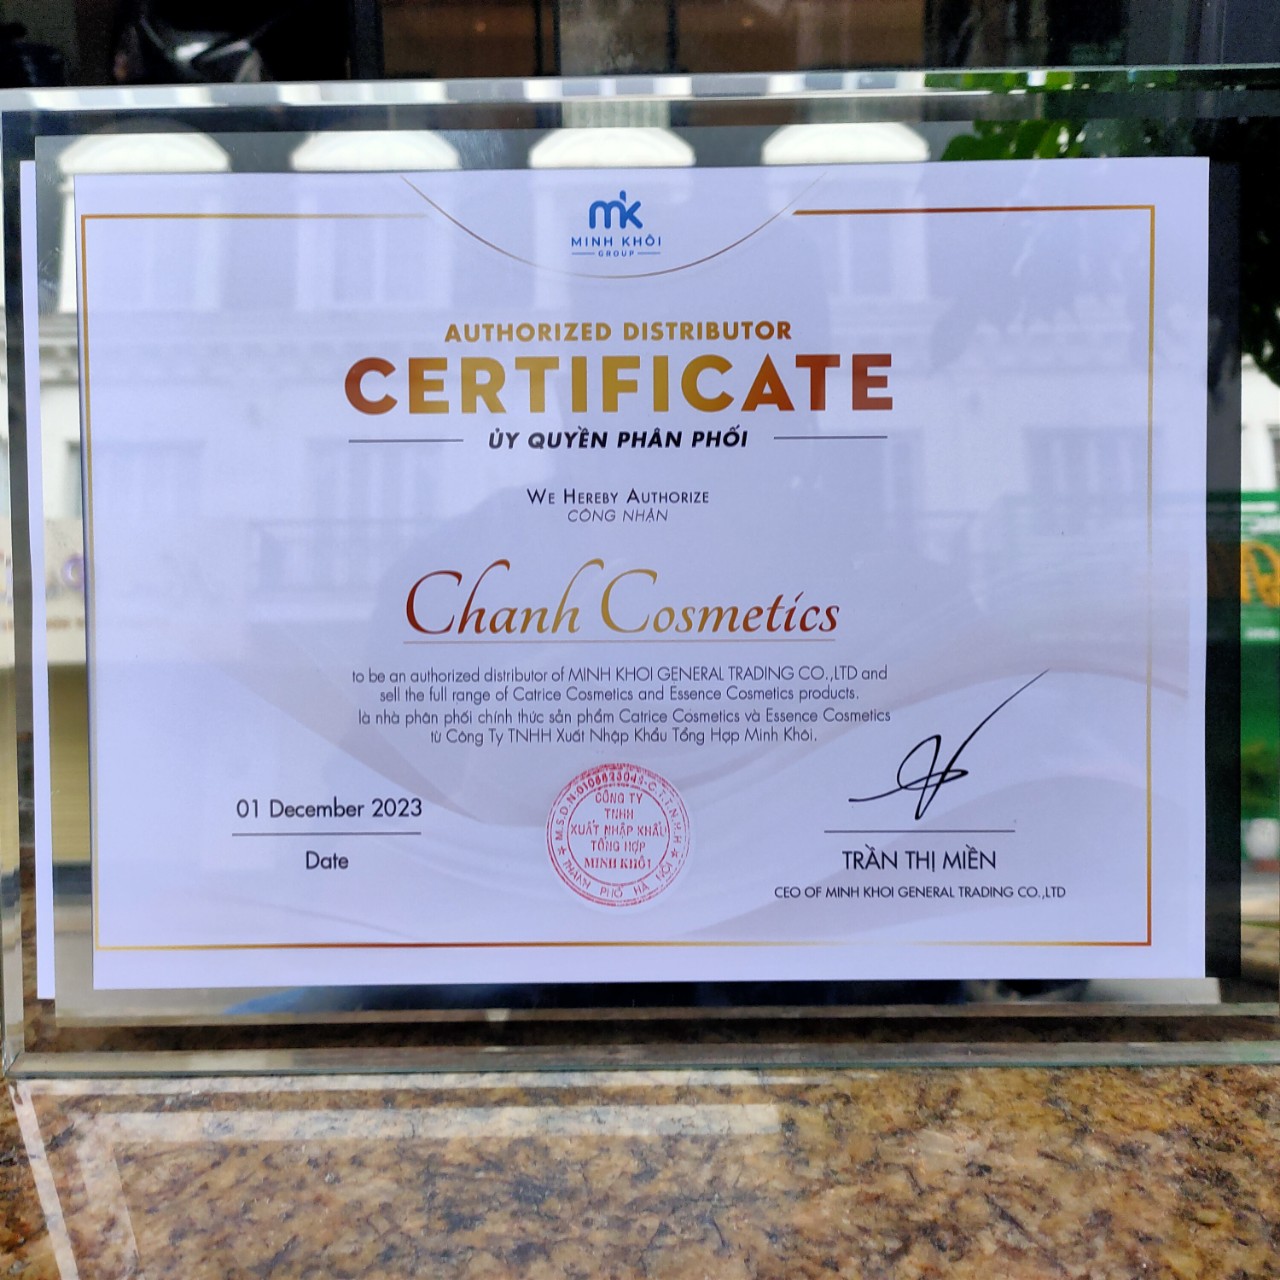 mk
MINH KHÔI
GROUP
AUTHORIZED DISTRIBUTOR
CERTIFICATE
ỦY QUYỀN PHÂN PHỐI
WE HEREBY AUTHORIZE
CÔNG NHẬN
Chanh Cosmetics
to be an authorized distributor of MINH KHOI GENERAL TRADING CO.,LTD and
sell the full range of Catrice Cosmetics and Essence Cosmetics products.
là nhà phân phối chính thức sản phẩm Catrice Cosmetics và Essence Cosmetics
từ Công Ty TNHH Xuất Nhập Khẩu Tổng Hợp Minh Khôi.
01 December 2023
Date
CÔNG TY
TNHH
XUẤT NHẬP KHẨU
TỔNG HỢP
MINH KHÔI
THÀNH PHỐ HÀ NỘI
TRẦN THỊ MIỀN
CEO OF MINH KHOI GENERAL TRADING CO.,LTD